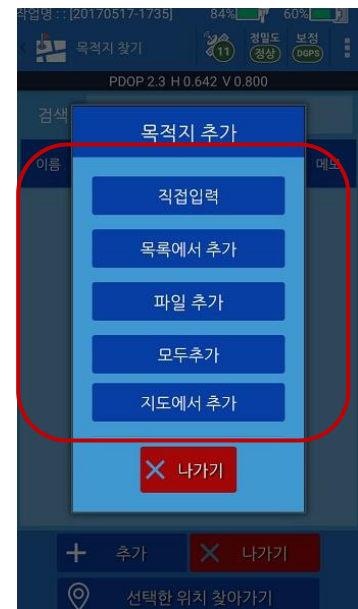 작업명 : : [20170517-1735] 84% 60%
목적지 찾기 11 정밀도 정상 보정 DGPS
PDOP 2.3 H 0.642 V 0.800
검색
목적지 추가
이름 메모
직접입력
목록에서 추가
파일 추가
모두추가
지도에서 추가
나가기
추가 나가기
선택한 위치 찾아가기